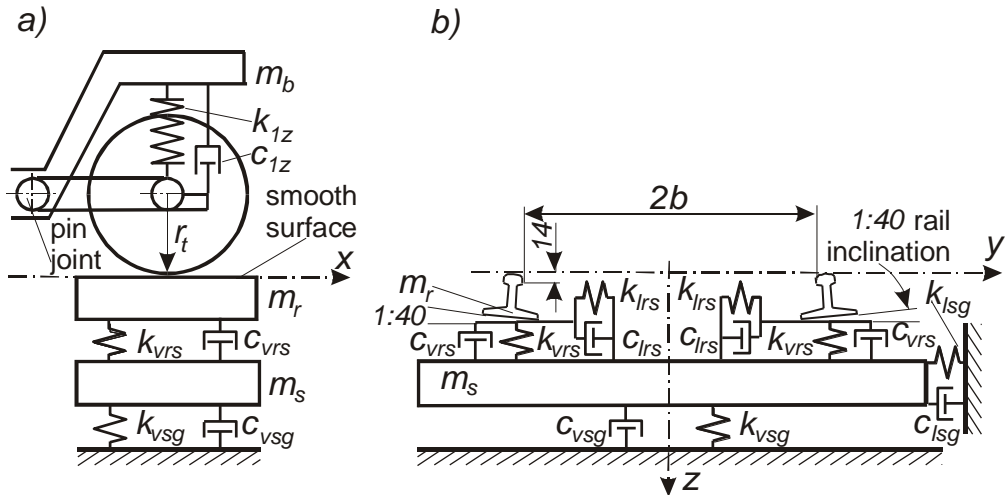 a)
m_b
k_1z
c_1z
smooth
surface
pin
joint
r_t
x
m_r
k_vrs
c_vrs
m_s
k_vsg
c_vsg
b)
2b
14
1:40 rail
inclination
y
m_r
1:40
k_lrs
k_lrs
k_lsg
c_vrs
k_vrs
c_lrs
c_lrs
k_vrs
c_vrs
m_s
c_vsg
k_vsg
c_lsg
z